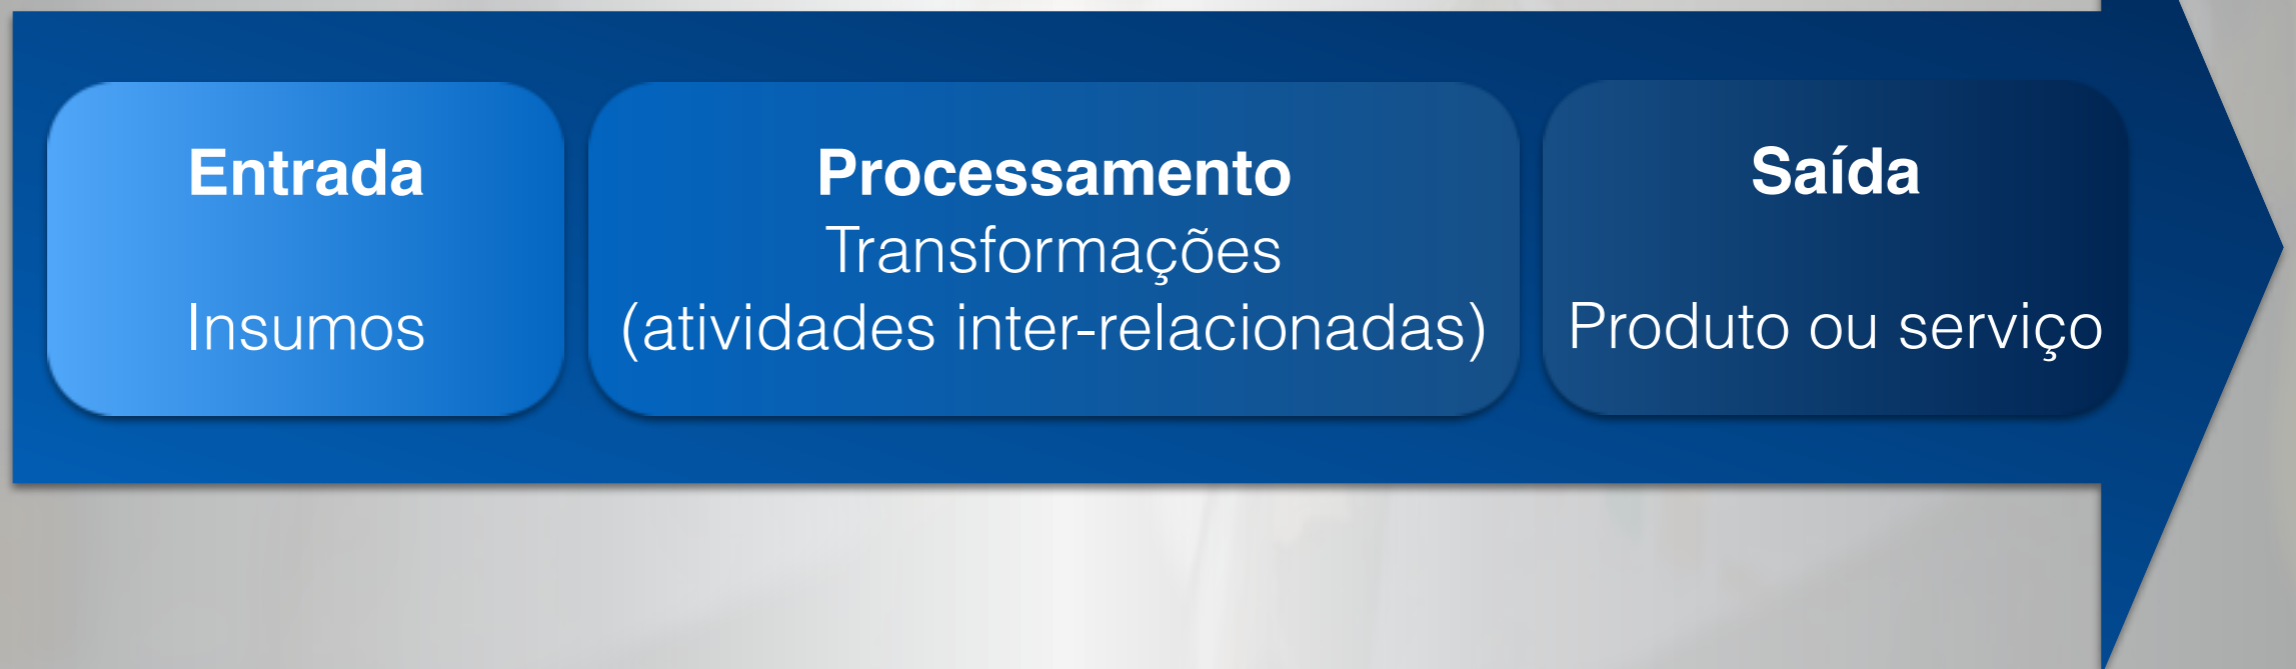 Entrada
Insumos
Processamento
Transformações
(atividades inter-relacionadas)
Saída
Produto ou serviço